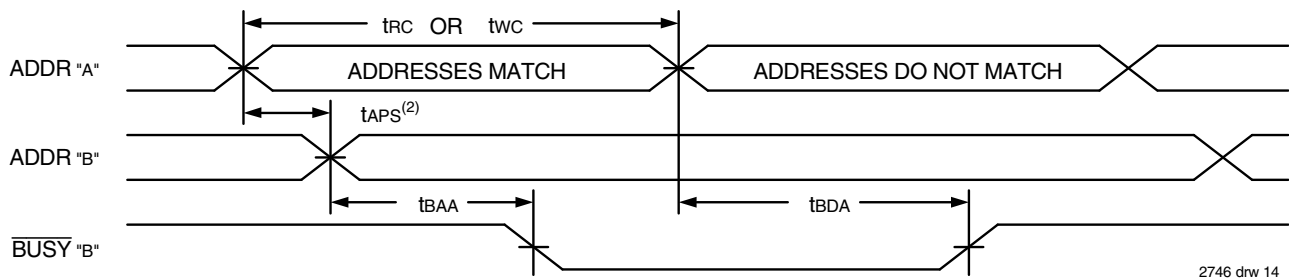 tRC OR tWC
ADDR "A"
ADDRESSES MATCH
ADDRESSES DO NOT MATCH
tAPS(2)
ADDR "B"
tBAA
tBDA
BUSY "B"
2746 drw 14